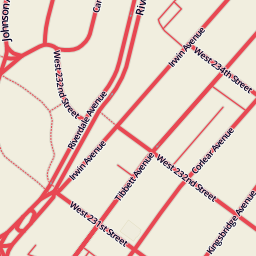 Johnson
Riv
West 232nd Street
Irwin Avenue
West 234th Street
Riverdale Avenue
Irwin Avenue
Tibbett Avenue
West 232nd Street
Corlear Avenue
West 231st Street
Kingsbridge Avenue